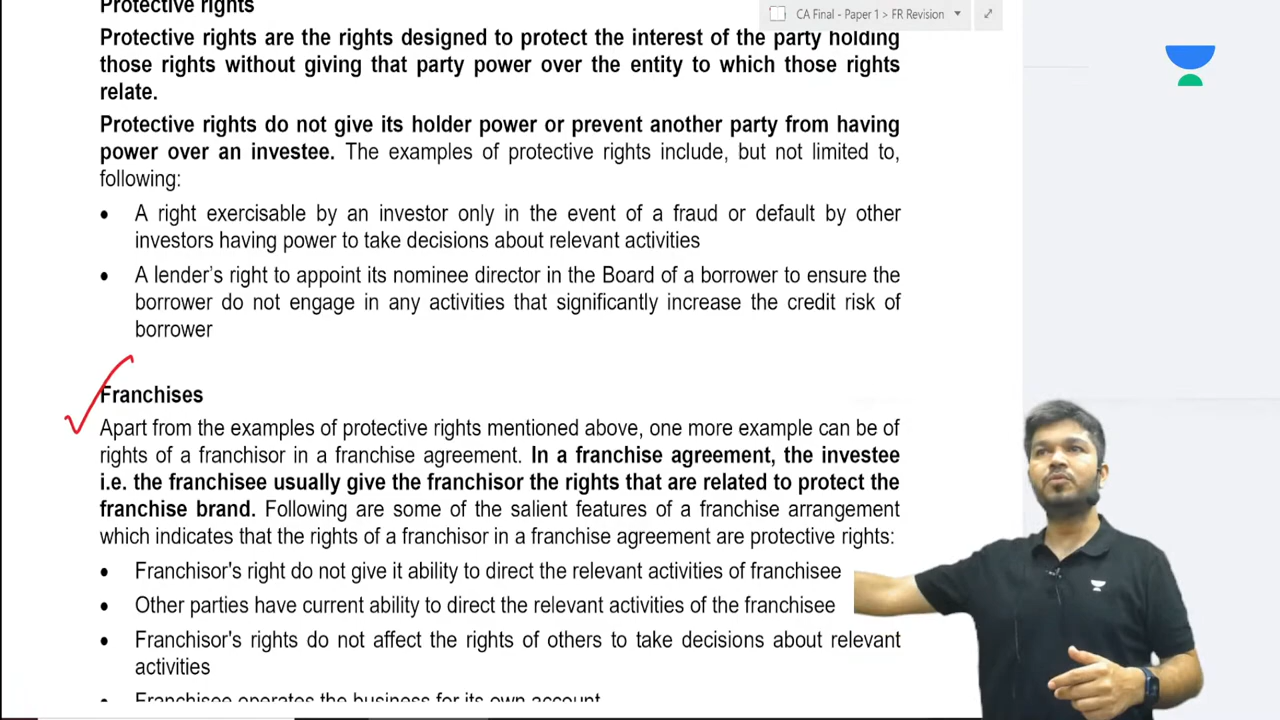 Protective rights
CA Final - Paper 1 > FR Revision
Protective rights are the rights designed to protect the interest of the party holding
those rights without giving that party power over the entity to which those rights
relate.
Protective rights do not give its holder power or prevent another party from having
power over an investee. The examples of protective rights include, but not limited to,
following:
• A right exercisable by an investor only in the event of a fraud or default by other
investors having power to take decisions about relevant activities
• A lender's right to appoint its nominee director in the Board of a borrower to ensure the
borrower do not engage in any activities that significantly increase the credit risk of
borrower
Franchises
Apart from the examples of protective rights mentioned above, one more example can be of
rights of a franchisor in a franchise agreement. In a franchise agreement, the investee
i.e. the franchisee usually give the franchisor the rights that are related to protect the
franchise brand. Following are some of the salient features of a franchise arrangement
which indicates that the rights of a franchisor in a franchise agreement are protective rights:
• Franchisor's right do not give it ability to direct the relevant activities of franchisee
• Other parties have current ability to direct the relevant activities of the franchisee
• Franchisor's rights do not affect the rights of others to take decisions about relevant
activities
• Franchisee operates the business for its own account